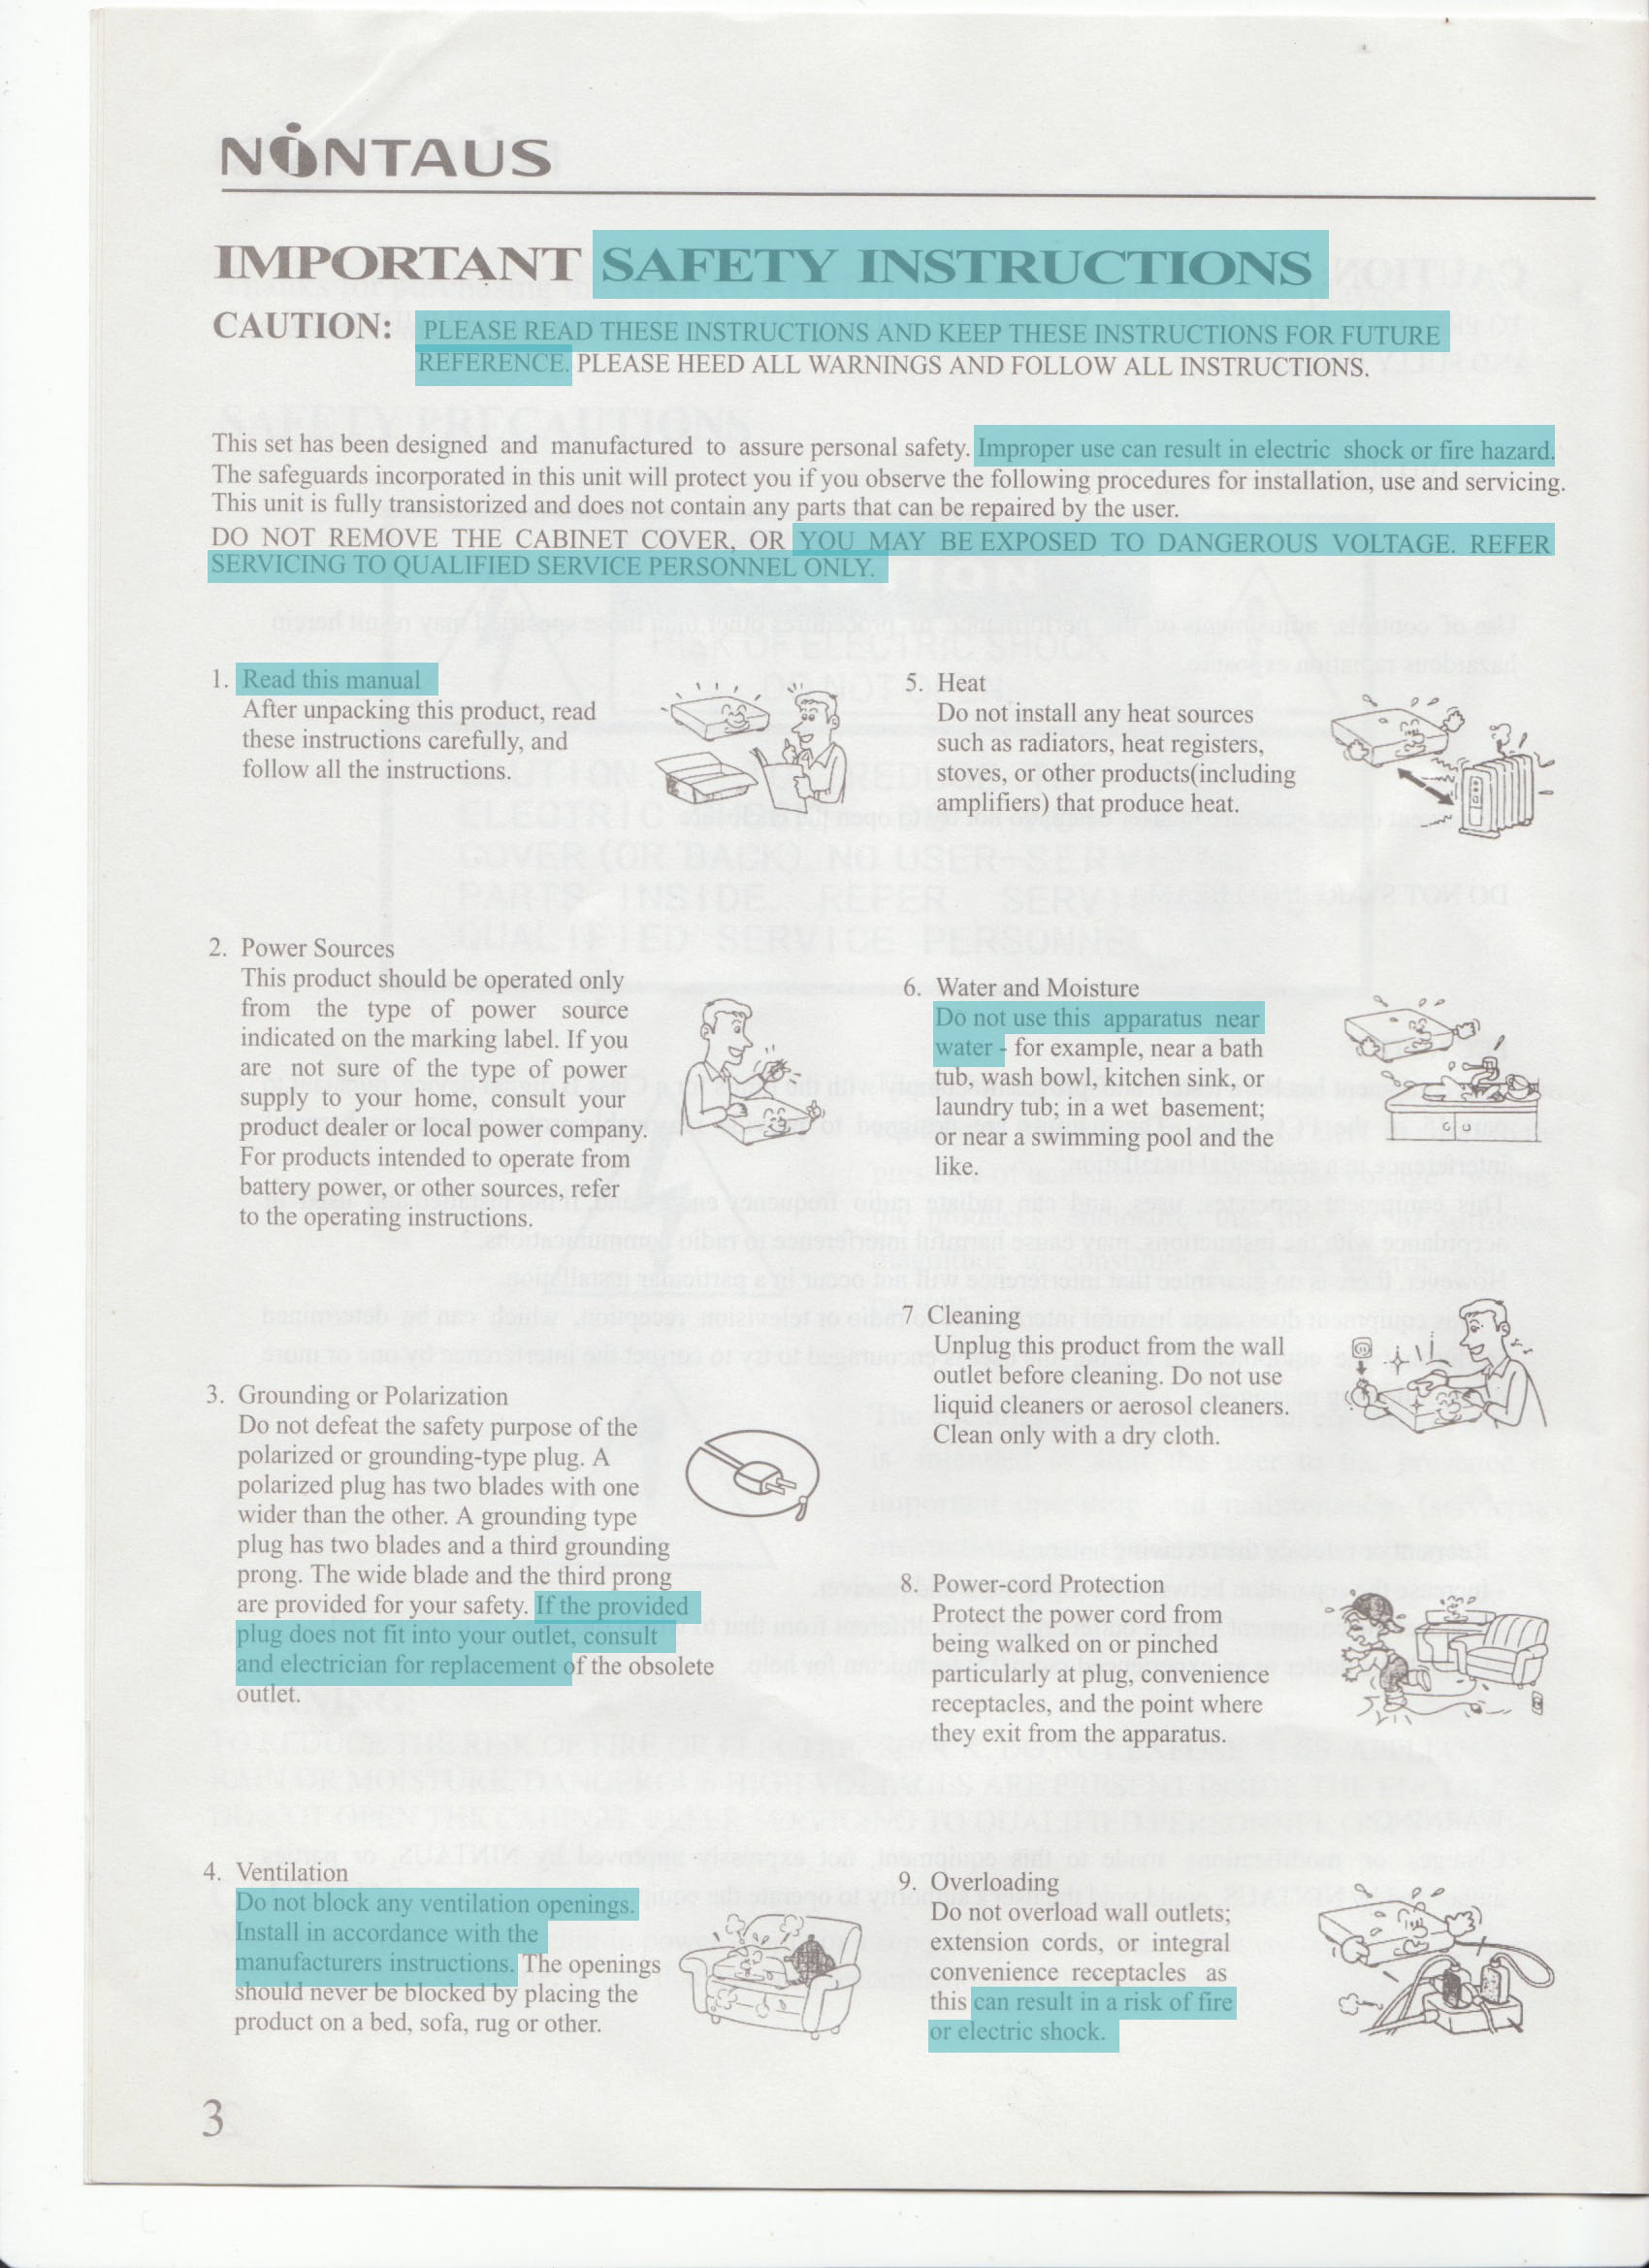 NINTAUS
IMPORTANT SAFETY INSTRUCTIONS
CAUTION: PLEASE READ THESE INSTRUCTIONS AND KEEP THESE INSTRUCTIONS FOR FUTURE
REFERENCE. PLEASE HEED ALL WARNINGS AND FOLLOW ALL INSTRUCTIONS.
This set has been designed and manufactured to assure personal safety. Improper use can result in electric shock or fire hazard.
The safeguards incorporated in this unit will protect you if you observe the following procedures for installation, use and servicing.
This unit is fully transistorized and does not contain any parts that can be repaired by the user.
DO NOT REMOVE THE CABINET COVER, OR YOU MAY BE EXPOSED TO DANGEROUS VOLTAGE. REFER
SERVICING TO QUALIFIED SERVICE PERSONNEL ONLY.
1. Read this manual
After unpacking this product, read
these instructions carefully, and
follow all the instructions.
2. Power Sources
This product should be operated only
from the type of power source
indicated on the marking label. If you
are not sure of the type of power
supply to your home, consult your
product dealer or local power company.
For products intended to operate from
battery power, or other sources, refer
to the operating instructions.
3. Grounding or Polarization
Do not defeat the safety purpose of the
polarized or grounding-type plug. A
polarized plug has two blades with one
wider than the other. A grounding type
plug has two blades and a third grounding
prong. The wide blade and the third prong
are provided for your safety. If the provided
plug does not fit into your outlet, consult
and electrician for replacement of the obsolete
outlet.
4. Ventilation
Do not block any ventilation openings.
Install in accordance with the
manufacturers instructions. The openings
should never be blocked by placing the
product on a bed, sofa, rug or other.
5. Heat
Do not install any heat sources
such as radiators, heat registers,
stoves, or other products(including
amplifiers) that produce heat.
6. Water and Moisture
Do not use this apparatus near
water - for example, near a bath
tub, wash bowl, kitchen sink, or
laundry tub; in a wet basement;
or near a swimming pool and the
like.
7 Cleaning
Unplug this product from the wall
outlet before cleaning. Do not use
liquid cleaners or aerosol cleaners.
Clean only with a dry cloth.
8. Power-cord Protection
Protect the power cord from
being walked on or pinched
particularly at plug, convenience
receptacles, and the point where
they exit from the apparatus.
9. Overloading
Do not overload wall outlets;
extension cords, or integral
convenience receptacles as
this can result in a risk of fire
or electric shock.
3